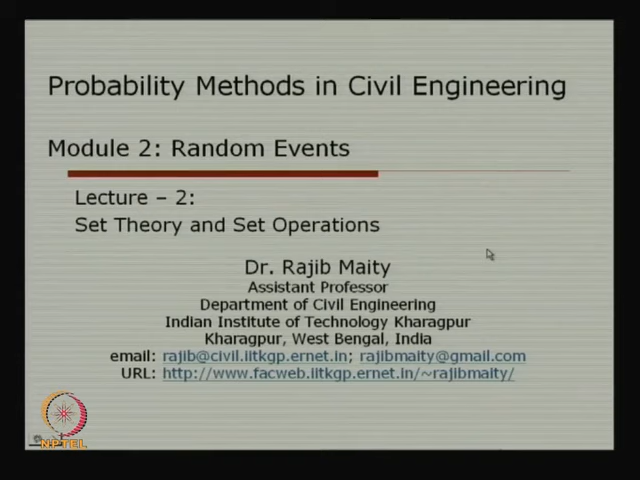 Probability Methods in Civil Engineering
Module 2: Random Events
Lecture – 2:
Set Theory and Set Operations
Dr. Rajib Maity
Assistant Professor
Department of Civil Engineering
Indian Institute of Technology Kharagpur
Kharagpur, West Bengal, India
email: rajib@civil.iitkgp.ernet.in; rajibmaity@gmail.com
URL: http://www.facweb.iitkgp.ernet.in/~rajibmaity/
NPTEL